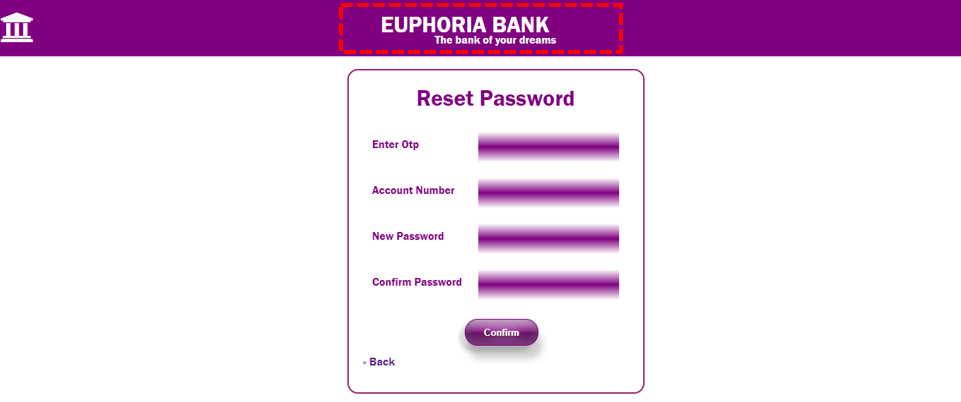 EUPHORIA BANK
The bank of your dreams
Reset Password
Enter Otp
Account Number
New Password
Confirm Password
Confirm
« Back